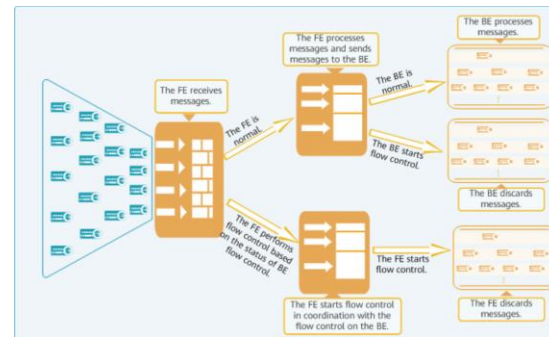 The BE processes
messages.
The FE processes
messages and sends
messages to the BE.
The FE receives
messages.
The BE is
normal.
The FE is
normal.
The BE starts
flow control.
The BE discards
messages.
The FE performs
flow control based
on the status of BE
flow control.
The FE starts
flow control.
The FE starts flow control
in coordination with the
flow control on the BE.
The FE discards
messages.